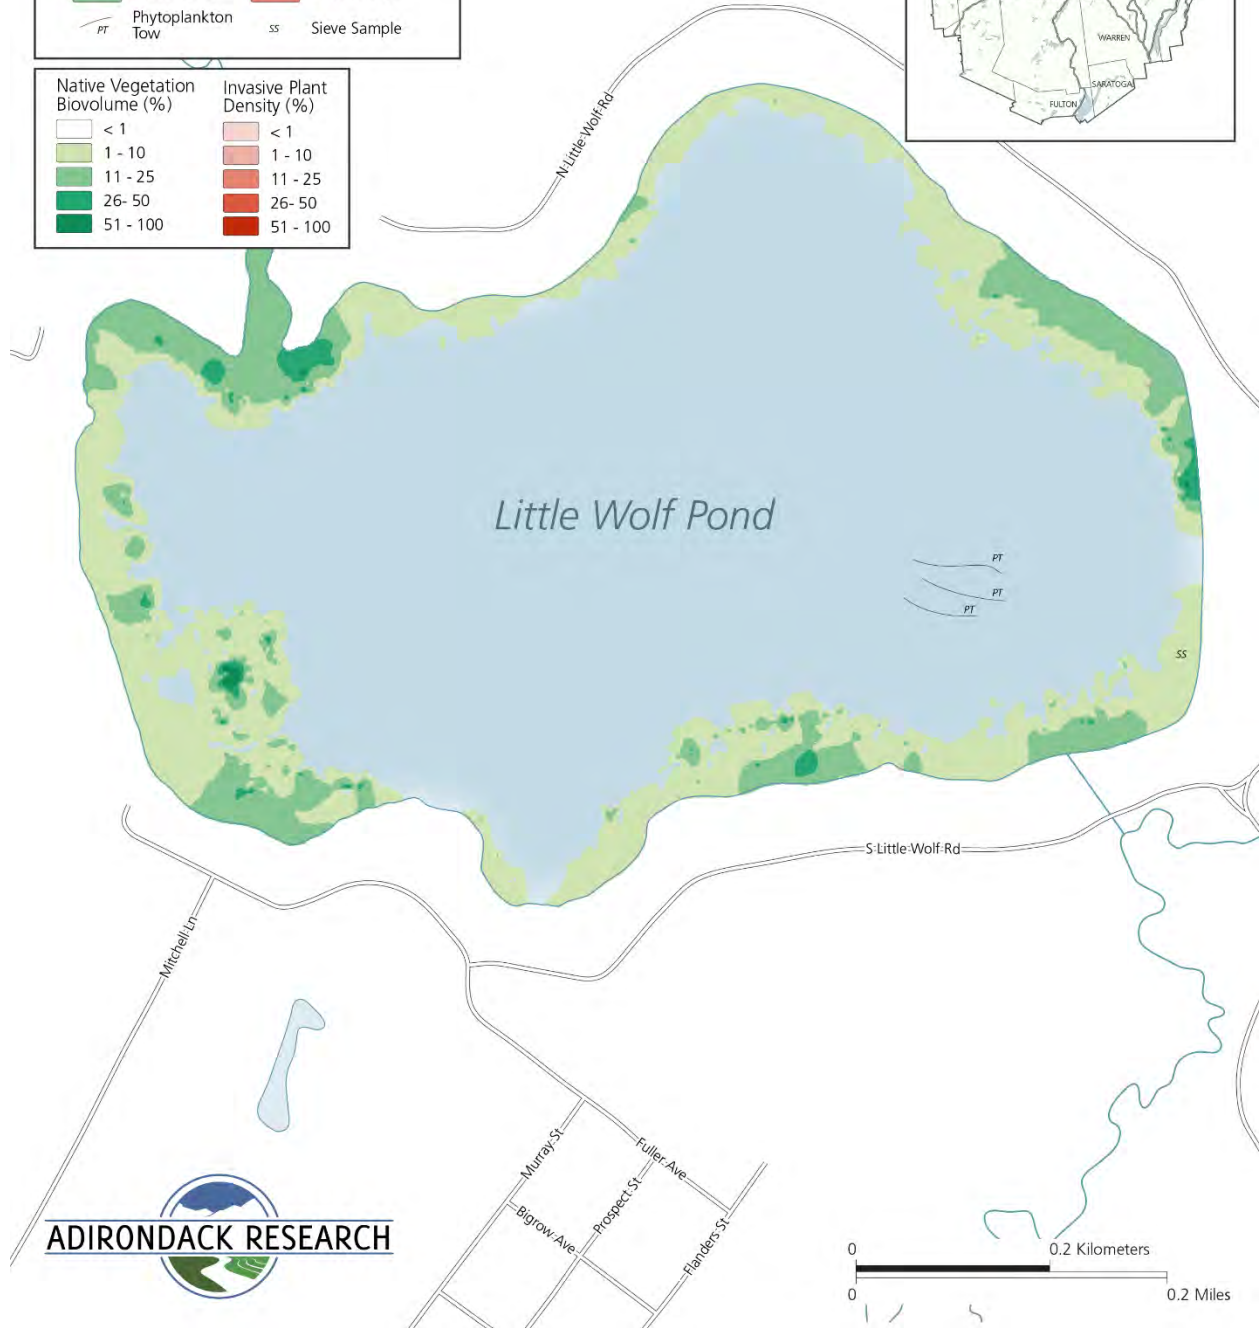 Phytoplankton
Tow
PT
SS
Sieve Sample
WARREN
SARATOGA
FULTON
Native Vegetation
Biovolume (%)
< 1
1 - 10
11 - 25
26- 50
51 - 100
Invasive Plant
Density (%)
< 1
1 - 10
11 - 25
26- 50
51 - 100
N Little Wolf Rd
Little Wolf Pond
PT
PT
PT
SS
S Little Wolf Rd
Mitchell Ln
Murray St
Fuller Ave
Prospect St
Bigrow Ave
Flanders St
ADIRONDACK RESEARCH
0
0.2 Kilometers
0
0.2 Miles